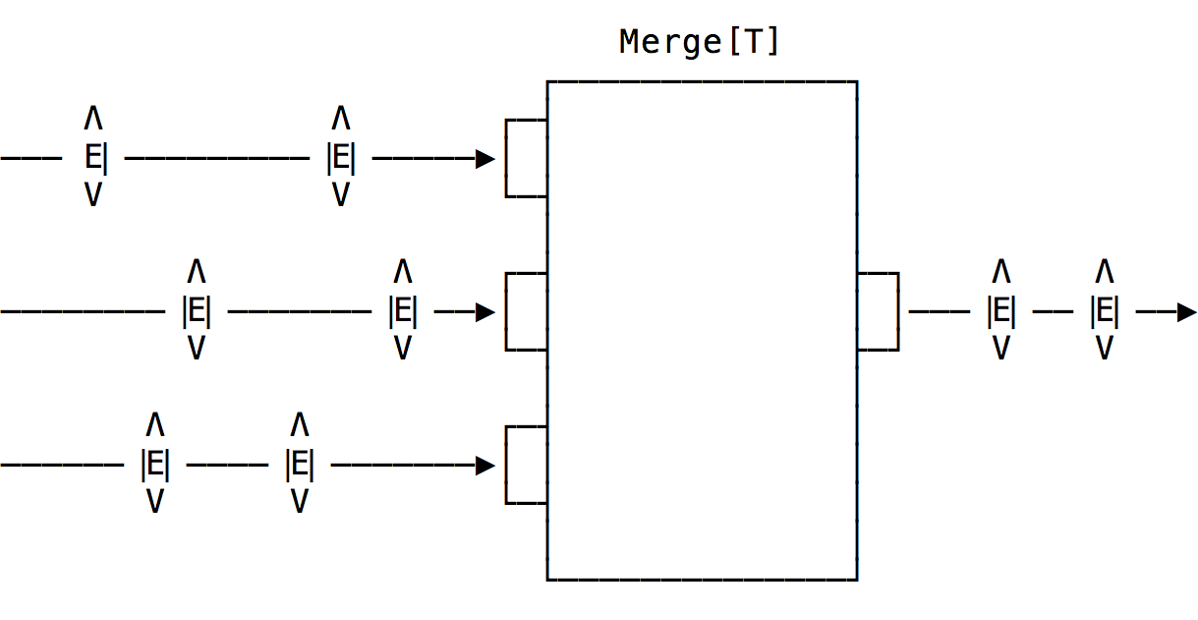 Merge[T]
Λ Λ
E| |E|
V V
Λ Λ Λ Λ
|E| |E| |E| |E|
V V V V
Λ Λ
|E| |E|
V V